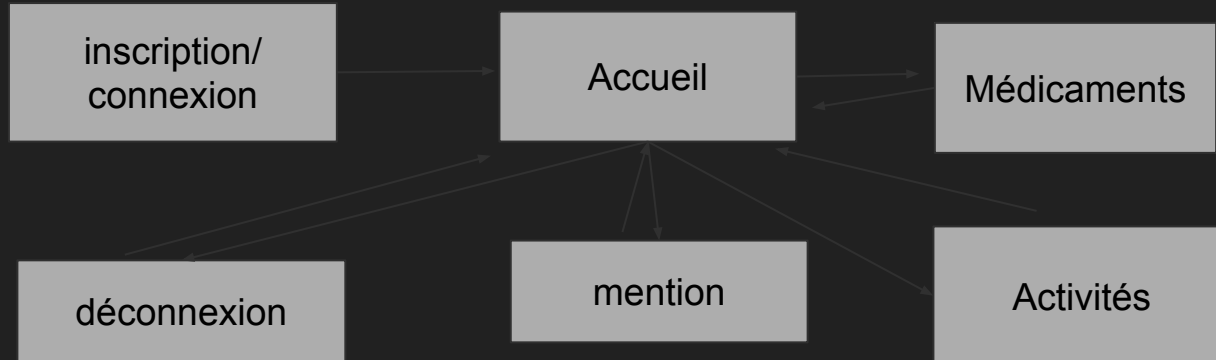 inscription/
connexion
Accueil
Médicaments
déconnexion
mention
Activités